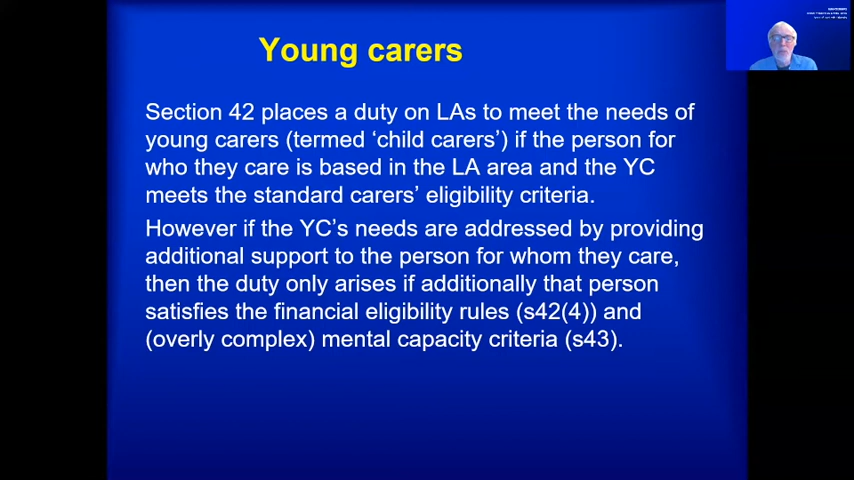 Young carers
Section 42 places a duty on LAs to meet the needs of
young carers (termed ‘child carers’) if the person for
who they care is based in the LA area and the YC
meets the standard carers’ eligibility criteria.
However if the YC’s needs are addressed by providing
additional support to the person for whom they care,
then the duty only arises if additionally that person
satisfies the financial eligibility rules (s42(4)) and
(overly complex) mental capacity criteria (s43).